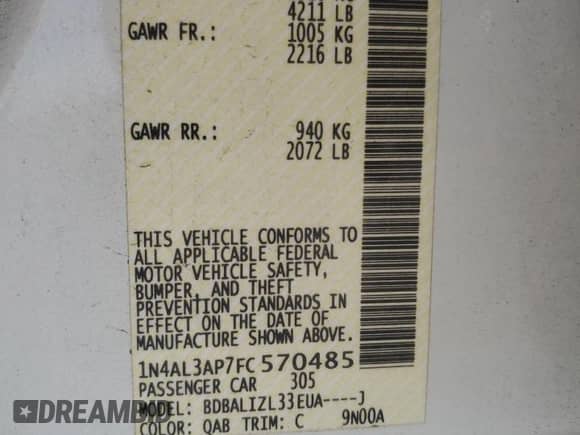 4211 LB
GAWR FR.: 1005 KG
2216 LB
GAWR RR.: 940 KG
2072 LB
THIS VEHICLE CONFORMS TO
ALL APPLICABLE FEDERAL
MOTOR VEHICLE SAFETY,
BUMPER, AND THEFT
PREVENTION STANDARDS IN
EFFECT ON THE DATE OF
MANUFACTURE SHOWN ABOVE.
1N4AL3AP7FC570485
PASSENGER CAR 305
MODEL: BDBALIZL33EUA----J
COLOR: QAB TRIM: C 9N00A
DREAMBID